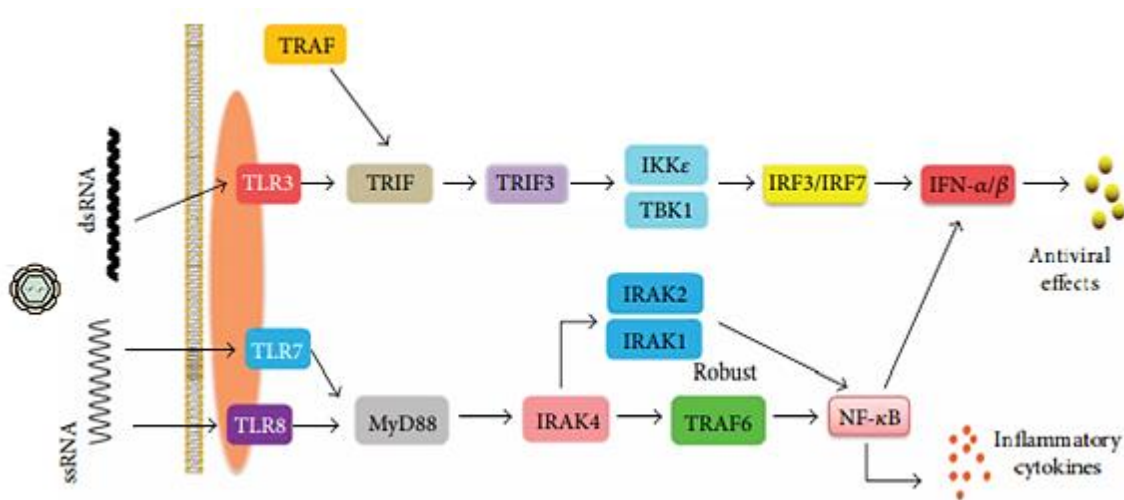 TRAF
dsRNA
TLR3
TRIF
TRIF3
IKKε
TBK1
IRF3/IRF7
IFN-α/β
Antiviral
effects
IRAK2
IRAK1
Robust
ssRNA
TLR7
TLR8
MyD88
IRAK4
TRAF6
NF-κB
Inflammatory
cytokines